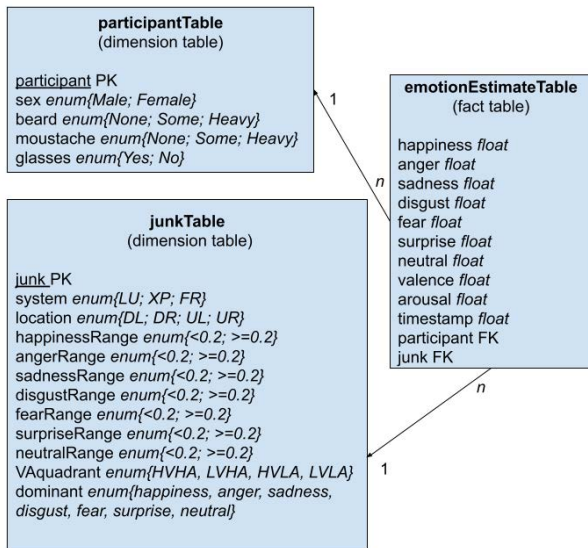 participantTable
(dimension table)
participant PK
sex enum{Male; Female}
beard enum{None; Some; Heavy}
moustache enum{None; Some; Heavy}
glasses enum{Yes; No}
1
n
emotionEstimateTable
(fact table)
happiness float
anger float
sadness float
disgust float
fear float
surprise float
neutral float
valence float
arousal float
timestamp float
participant FK
junk FK
n
1
junkTable
(dimension table)
junk PK
system enum{LU; XP; FR}
location enum{DL; DR; UL; UR}
happinessRange enum{<0.2; >=0.2}
angerRange enum{<0.2; >=0.2}
sadnessRange enum{<0.2; >=0.2}
disgustRange enum{<0.2; >=0.2}
fearRange enum{<0.2; >=0.2}
surpriseRange enum{<0.2; >=0.2}
neutralRange enum{<0.2; >=0.2}
VAquadrant enum{HVHA, LVHA, HVLA, LVLA}
dominant enum{happiness, anger, sadness,
disgust, fear, surprise, neutral}